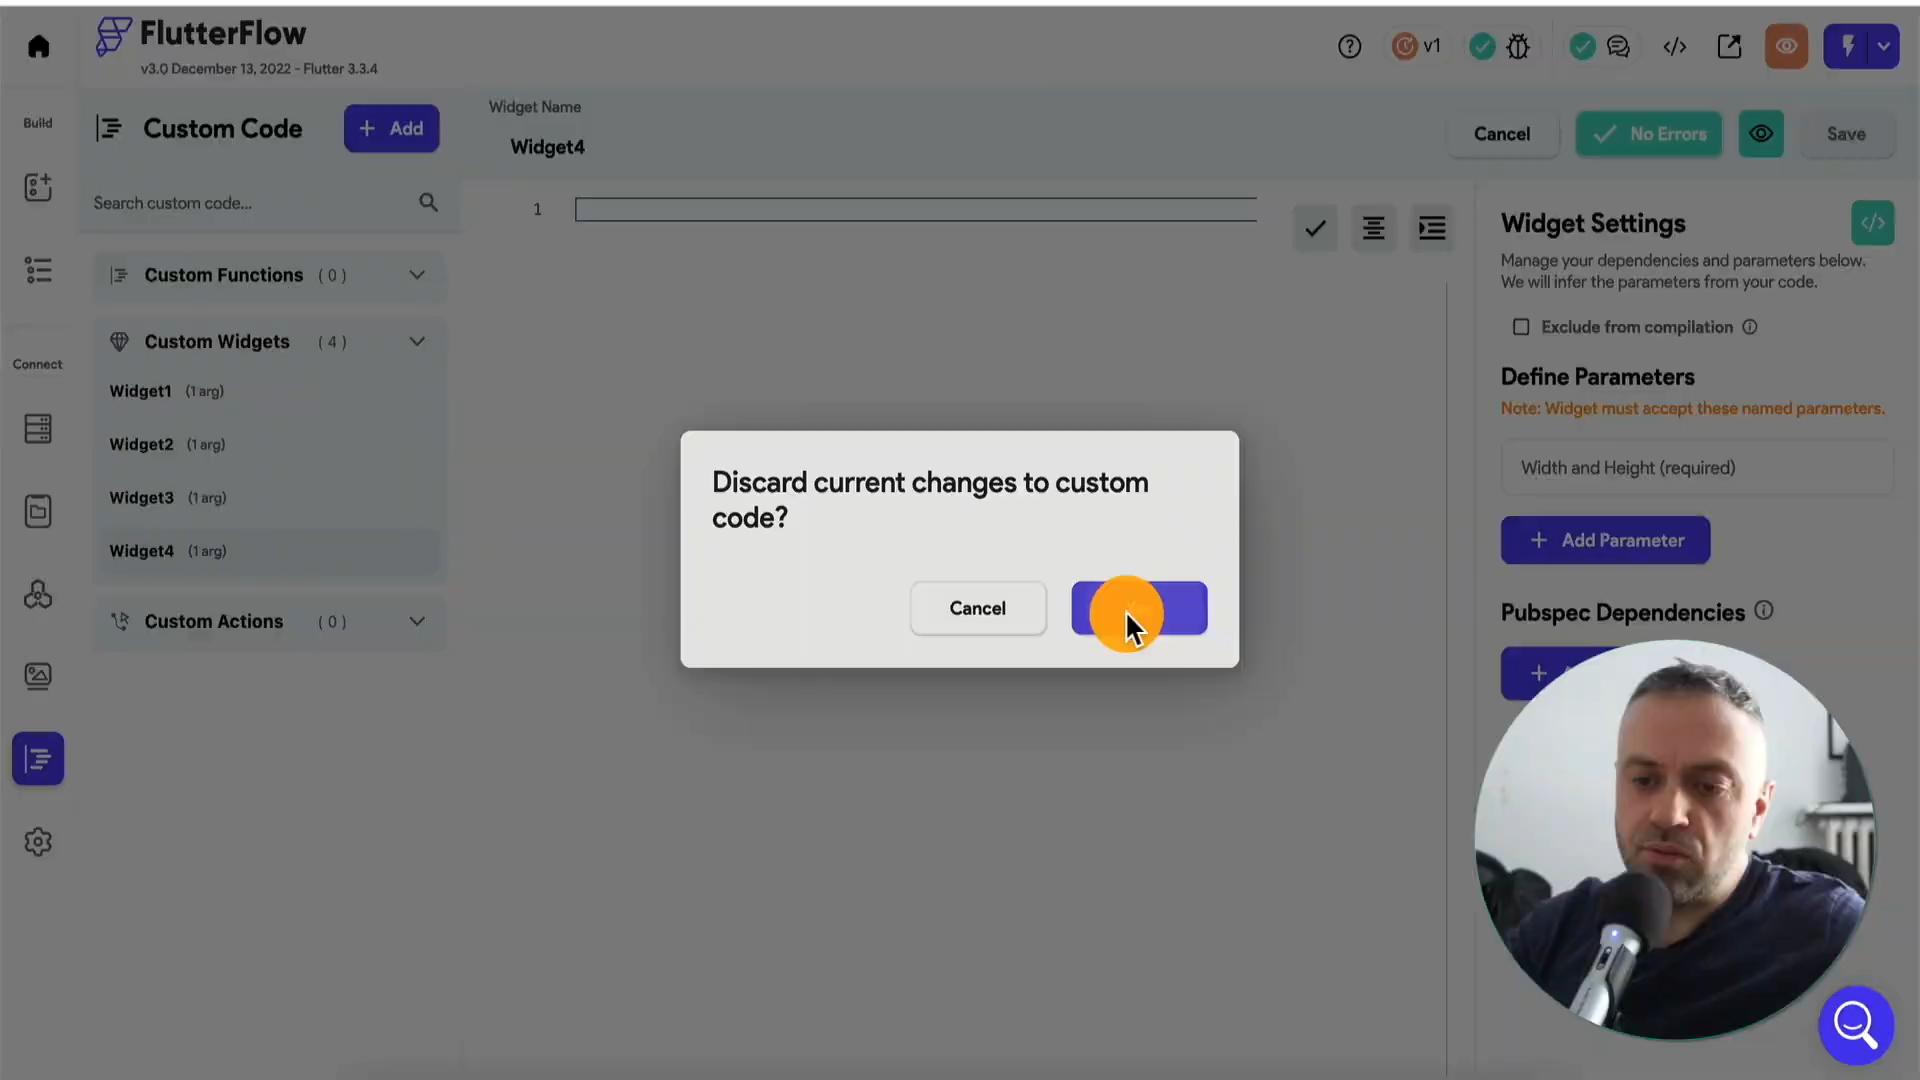 FlutterFlow
v3.0 December 13, 2022 - Flutter 3.3.4
v1
Build
Connect
Custom Code
+ Add
Search custom code...
Custom Functions (0)
Custom Widgets (4)
Widget1 (1 arg)
Widget2 (1 arg)
Widget3 (1 arg)
Widget4 (1 arg)
Custom Actions (0)
Widget Name
Widget4
Cancel
No Errors
Save
1
Discard current changes to custom
code?
Cancel
Widget Settings
</>
Manage your dependencies and parameters below.
We will infer the parameters from your code.
Exclude from compilation
Define Parameters
Note: Widget must accept these named parameters.
Width and Height (required)
+ Add Parameter
Pubspec Dependencies